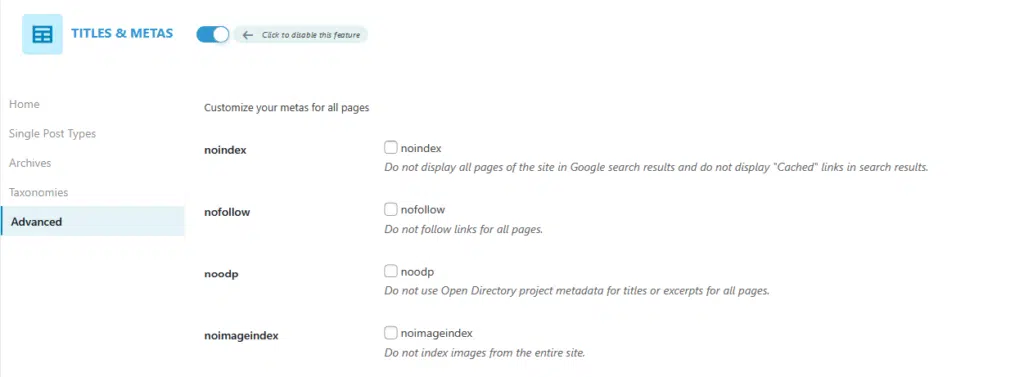 TITLES & METAS
Click to disable this feature
Home
Single Post Types
Archives
Taxonomies
Advanced
Customize your metas for all pages
noindex
noindex
Do not display all pages of the site in Google search results and do not display "Cached" links in search results.
nofollow
nofollow
Do not follow links for all pages.
noodp
noodp
Do not use Open Directory project metadata for titles or excerpts for all pages.
noimageindex
noimageindex
Do not index images from the entire site.